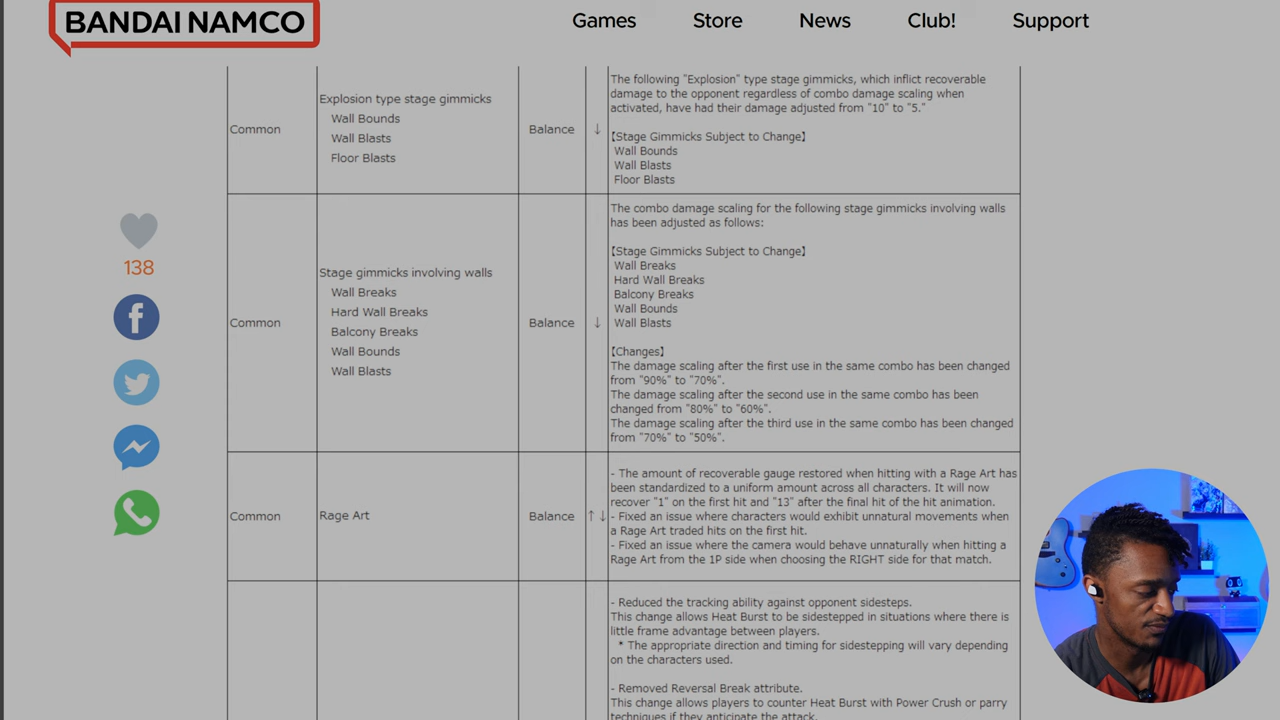 BANDAI NAMCO
Games
Store
News
Club!
Support
138
Common
Explosion type stage gimmicks
Wall Bounds
Wall Blasts
Floor Blasts
Balance
↓
The following "Explosion" type stage gimmicks, which inflict recoverable
damage to the opponent regardless of combo damage scaling when
activated, have had their damage adjusted from "10" to "5."
【Stage Gimmicks Subject to Change】
Wall Bounds
Wall Blasts
Floor Blasts
Common
Stage gimmicks involving walls
Wall Breaks
Hard Wall Breaks
Balcony Breaks
Wall Bounds
Wall Blasts
Balance
↓
The combo damage scaling for the following stage gimmicks involving walls
has been adjusted as follows:
【Stage Gimmicks Subject to Change】
Wall Breaks
Hard Wall Breaks
Balcony Breaks
Wall Bounds
Wall Blasts
【Changes】
The damage scaling after the first use in the same combo has been changed
from "90%" to "70%".
The damage scaling after the second use in the same combo has been
changed from "80%" to "60%".
The damage scaling after the third use in the same combo has been changed
from "70%" to "50%".
Common
Rage Art
Balance
↑↓
- The amount of recoverable gauge restored when hitting with a Rage Art has
been standardized to a uniform amount across all characters. It will now
recover "1" on the first hit and "13" after the final hit of the hit animation.
- Fixed an issue where characters would exhibit unnatural movements when
a Rage Art traded hits on the first hit.
- Fixed an issue where the camera would behave unnaturally when hitting a
Rage Art from the 1P side when choosing the RIGHT side for that match.
- Reduced the tracking ability against opponent sidesteps.
This change allows Heat Burst to be sidestepped in situations where there is
little frame advantage between players.
* The appropriate direction and timing for sidestepping will vary depending
on the characters used.
- Removed Reversal Break attribute.
This change allows players to counter Heat Burst with Power Crush or parry
techniques if they anticipate the attack.